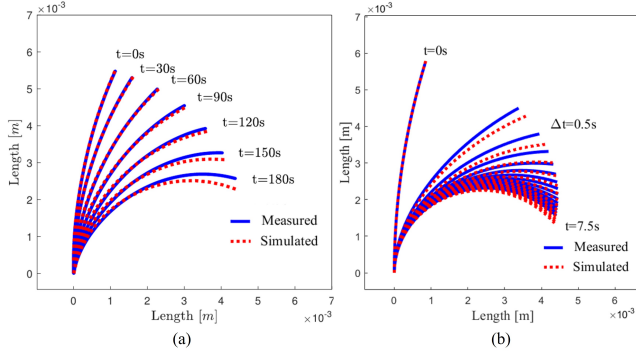 ×10⁻³
7
6
5
4
3
2
1
0
Length [m]
t=0s
t=30s
t=60s
t=90s
t=120s
t=150s
t=180s
Measured
Simulated
0 1 2 3 4 5 6 7
Length [m]
×10⁻³
(a)
×10⁻³
7
6
5
4
3
2
1
0
Length [m]
t=0s
Δt=0.5s
t=7.5s
Measured
Simulated
0 1 2 3 4 5 6
Length [m]
×10⁻³
(b)